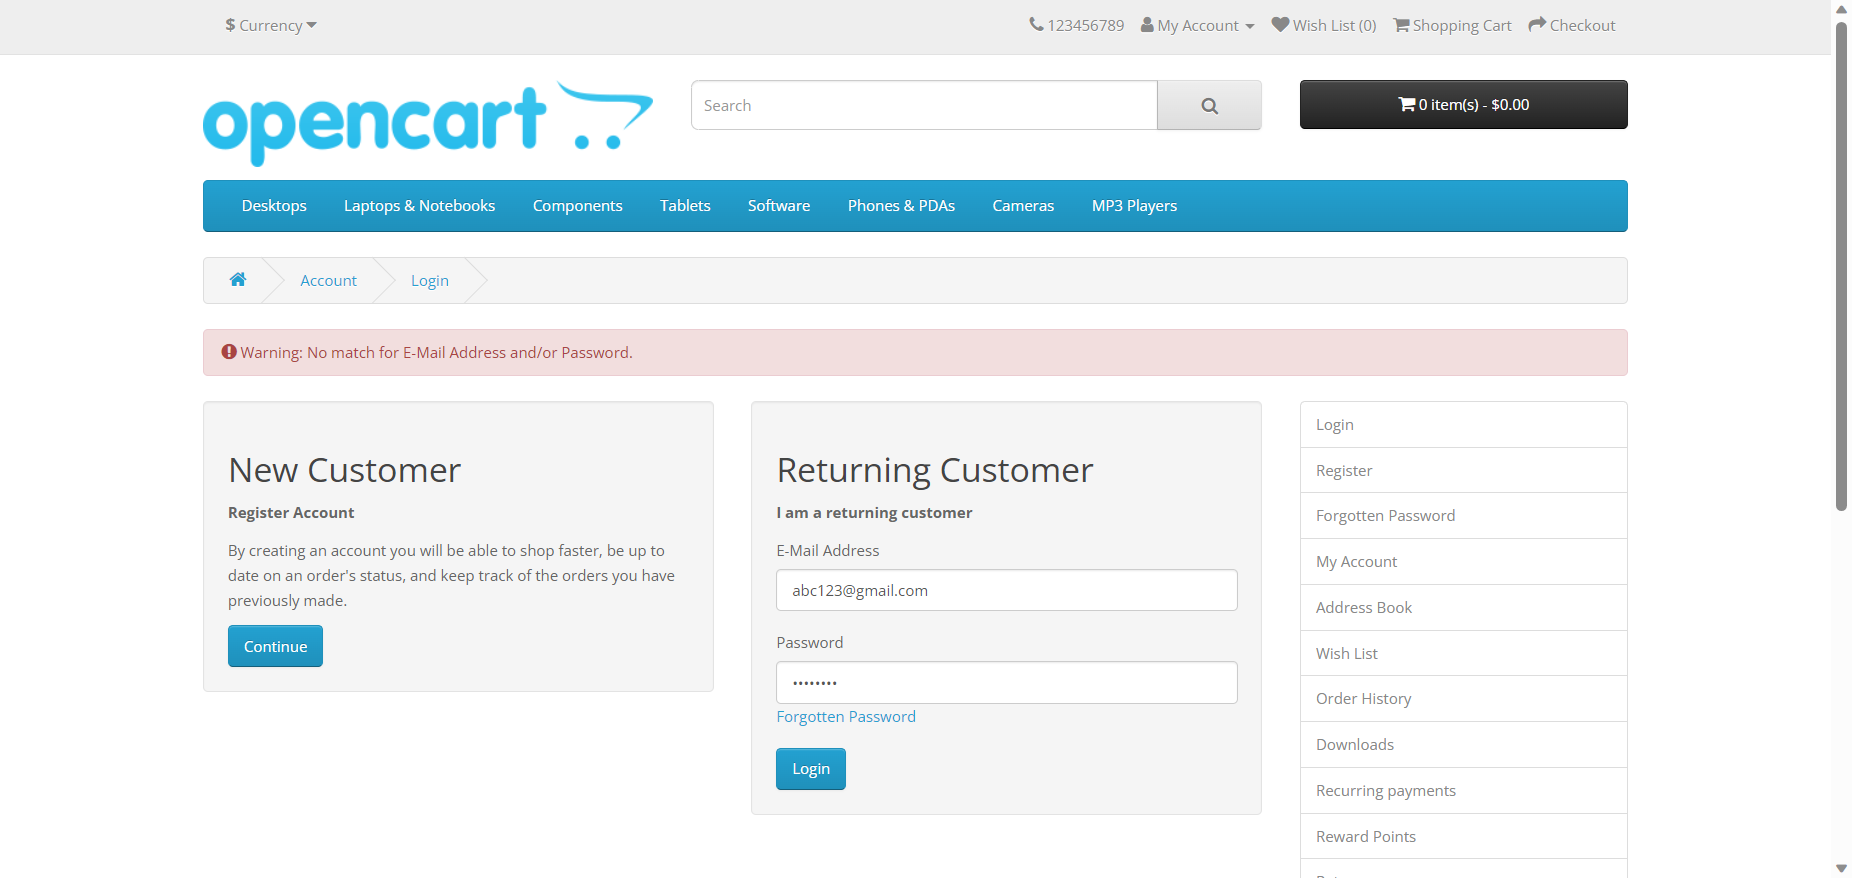 $ Currency
123456789 My Account Wish List (0) Shopping Cart Checkout
opencart
Search
0 item(s) - $0.00
Desktops Laptops & Notebooks Components Tablets Software Phones & PDAs Cameras MP3 Players
Account Login
Warning: No match for E-Mail Address and/or Password.
New Customer
Register Account
By creating an account you will be able to shop faster, be up to
date on an order's status, and keep track of the orders you have
previously made.
Continue
Returning Customer
I am a returning customer
E-Mail Address
abc123@gmail.com
Password
••••••••
Forgotten Password
Login
Login
Register
Forgotten Password
My Account
Address Book
Wish List
Order History
Downloads
Recurring payments
Reward Points